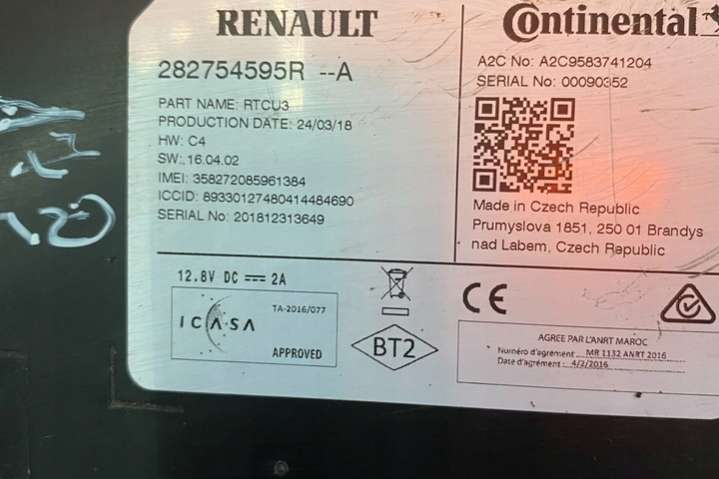 RENAULT
282754595R --A
PART NAME: RTCU3
PRODUCTION DATE: 24/03/18
HW: C4
SW: 16.04.02
IMEI: 358272085961384
ICCID: 89330127480414484690
SERIAL No: 201812313649
Continental
A2C No: A2C9583741204
SERIAL No: 00090352
Made in Czech Republic
Prumyslova 1851, 250 01 Brandys
nad Labem, Czech Republic
12.8V DC 2A
TA-2016/077
ICASA
APPROVED
BT2
CE
AGREE PAR L'ANRT MAROC
Numéro d'agrément : MR 1132 ANRT 2016
Date d'agrément : 4/2/2016